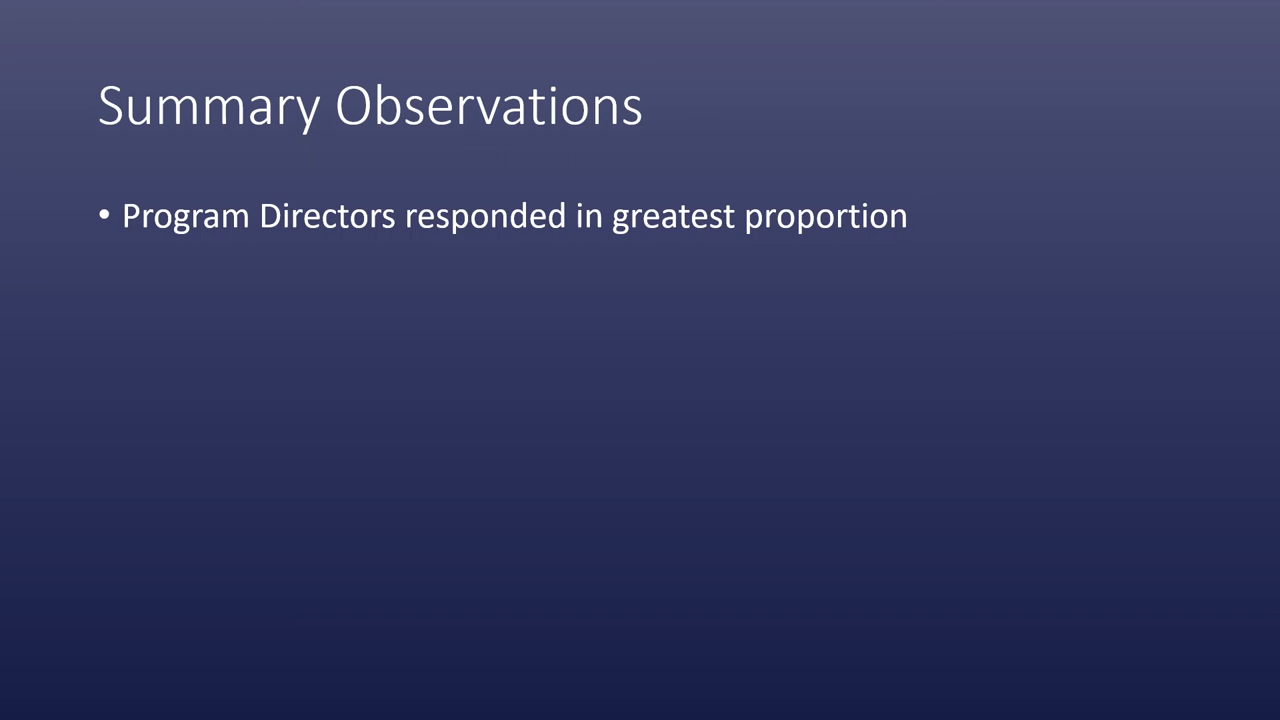 Summary Observations
• Program Directors responded in greatest proportion